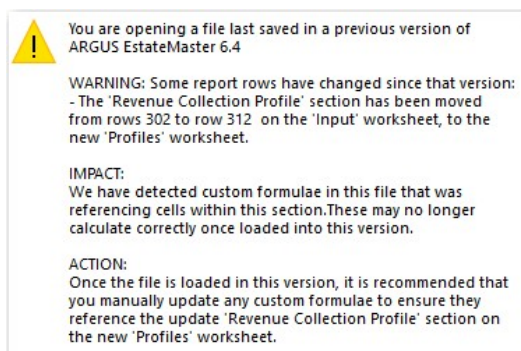 You are opening a file last saved in a previous version of
ARGUS EstateMaster 6.4
WARNING: Some report rows have changed since that version:
- The 'Revenue Collection Profile' section has been moved
from rows 302 to row 312 on the 'Input' worksheet, to the
new 'Profiles' worksheet.
IMPACT:
We have detected custom formulae in this file that was
referencing cells within this section.These may no longer
calculate correctly once loaded into this version.
ACTION:
Once the file is loaded in this version, it is recommended that
you manually update any custom formulae to ensure they
reference the update 'Revenue Collection Profile' section on
the new 'Profiles' worksheet.